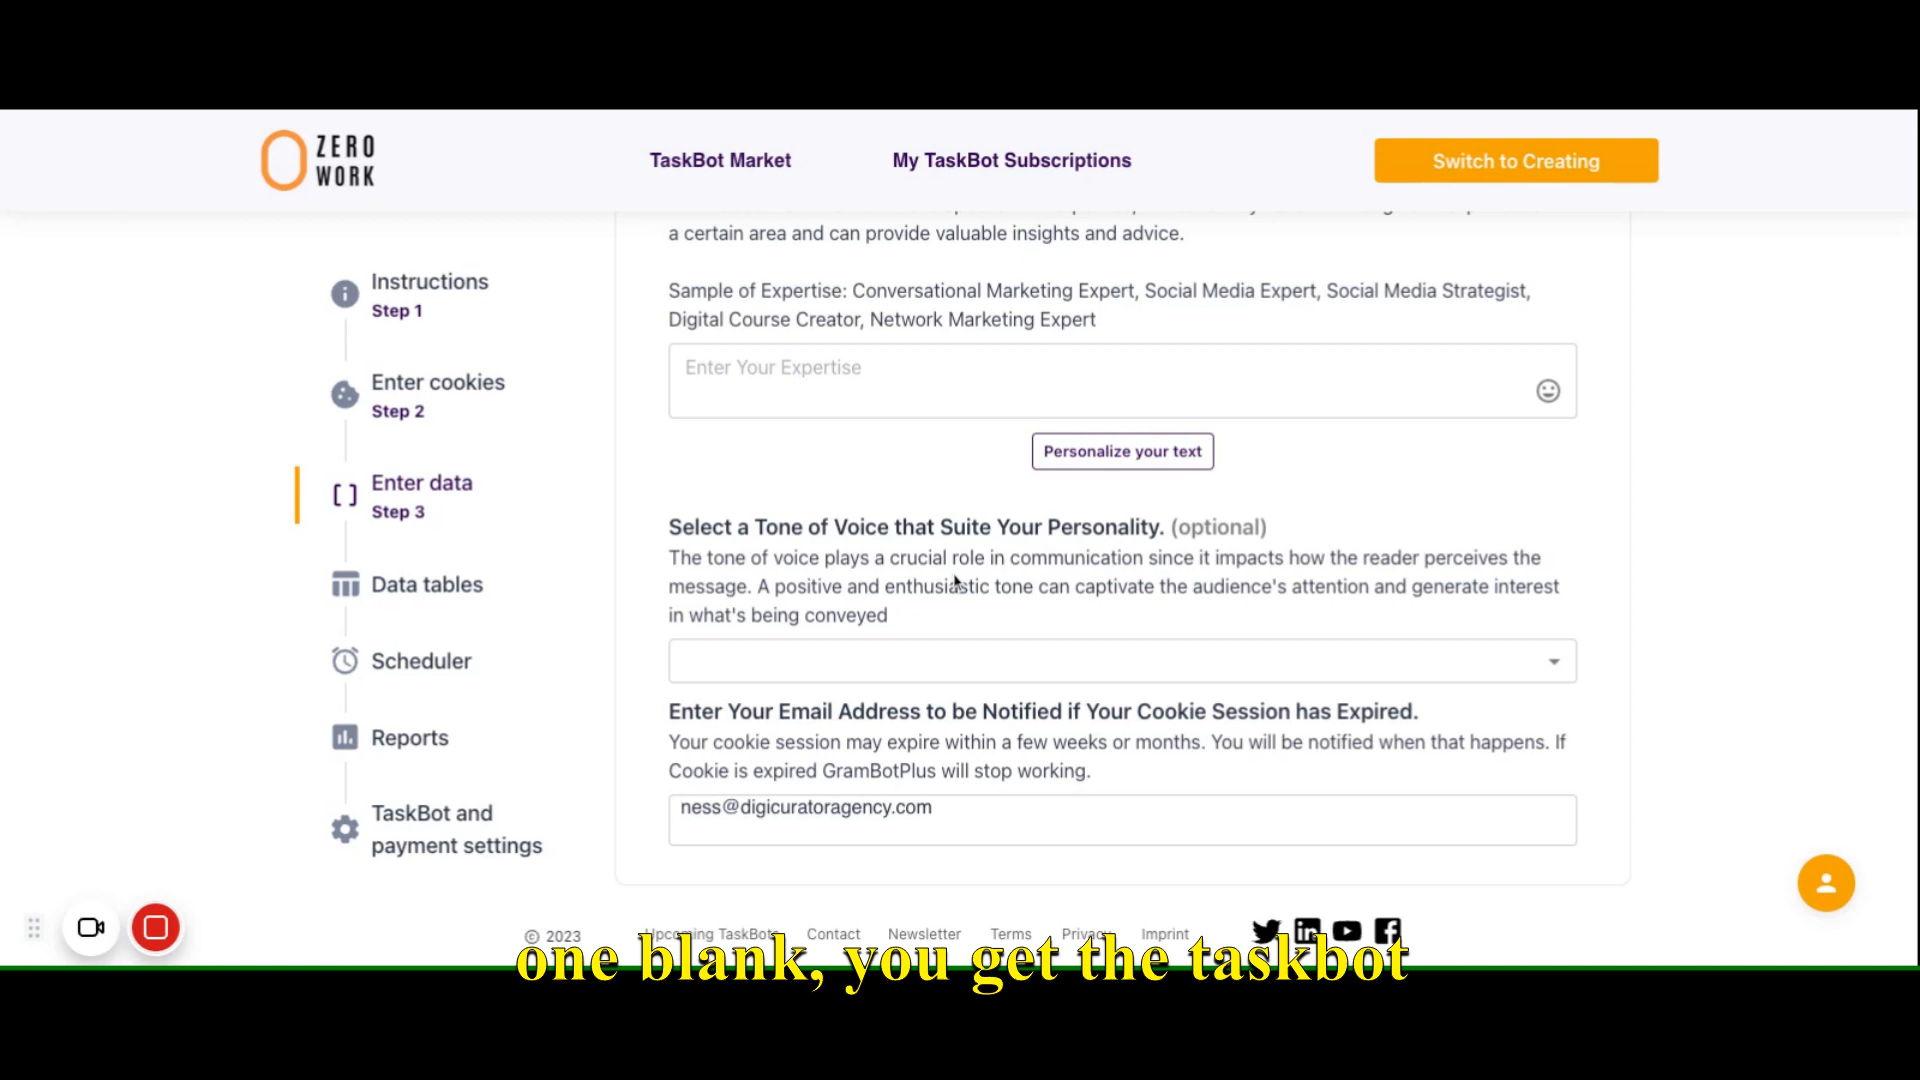 ZERO
WORK
TaskBot Market
My TaskBot Subscriptions
Switch to Creating
a certain area and can provide valuable insights and advice.
Instructions
Step 1
Enter cookies
Step 2
Enter data
Step 3
Data tables
Scheduler
Reports
TaskBot and
payment settings
Sample of Expertise: Conversational Marketing Expert, Social Media Expert, Social Media Strategist,
Digital Course Creator, Network Marketing Expert
Enter Your Expertise
Personalize your text
Select a Tone of Voice that Suite Your Personality. (optional)
The tone of voice plays a crucial role in communication since it impacts how the reader perceives the
message. A positive and enthusiastic tone can captivate the audience's attention and generate interest
in what's being conveyed
Enter Your Email Address to be Notified if Your Cookie Session has Expired.
Your cookie session may expire within a few weeks or months. You will be notified when that happens. If
Cookie is expired GramBotPlus will stop working.
ness@digicuratoragency.com
© 2023
Upcoming TaskBots
Contact
Newsletter
Terms
Privacy
Imprint
one blank, you get the taskbot